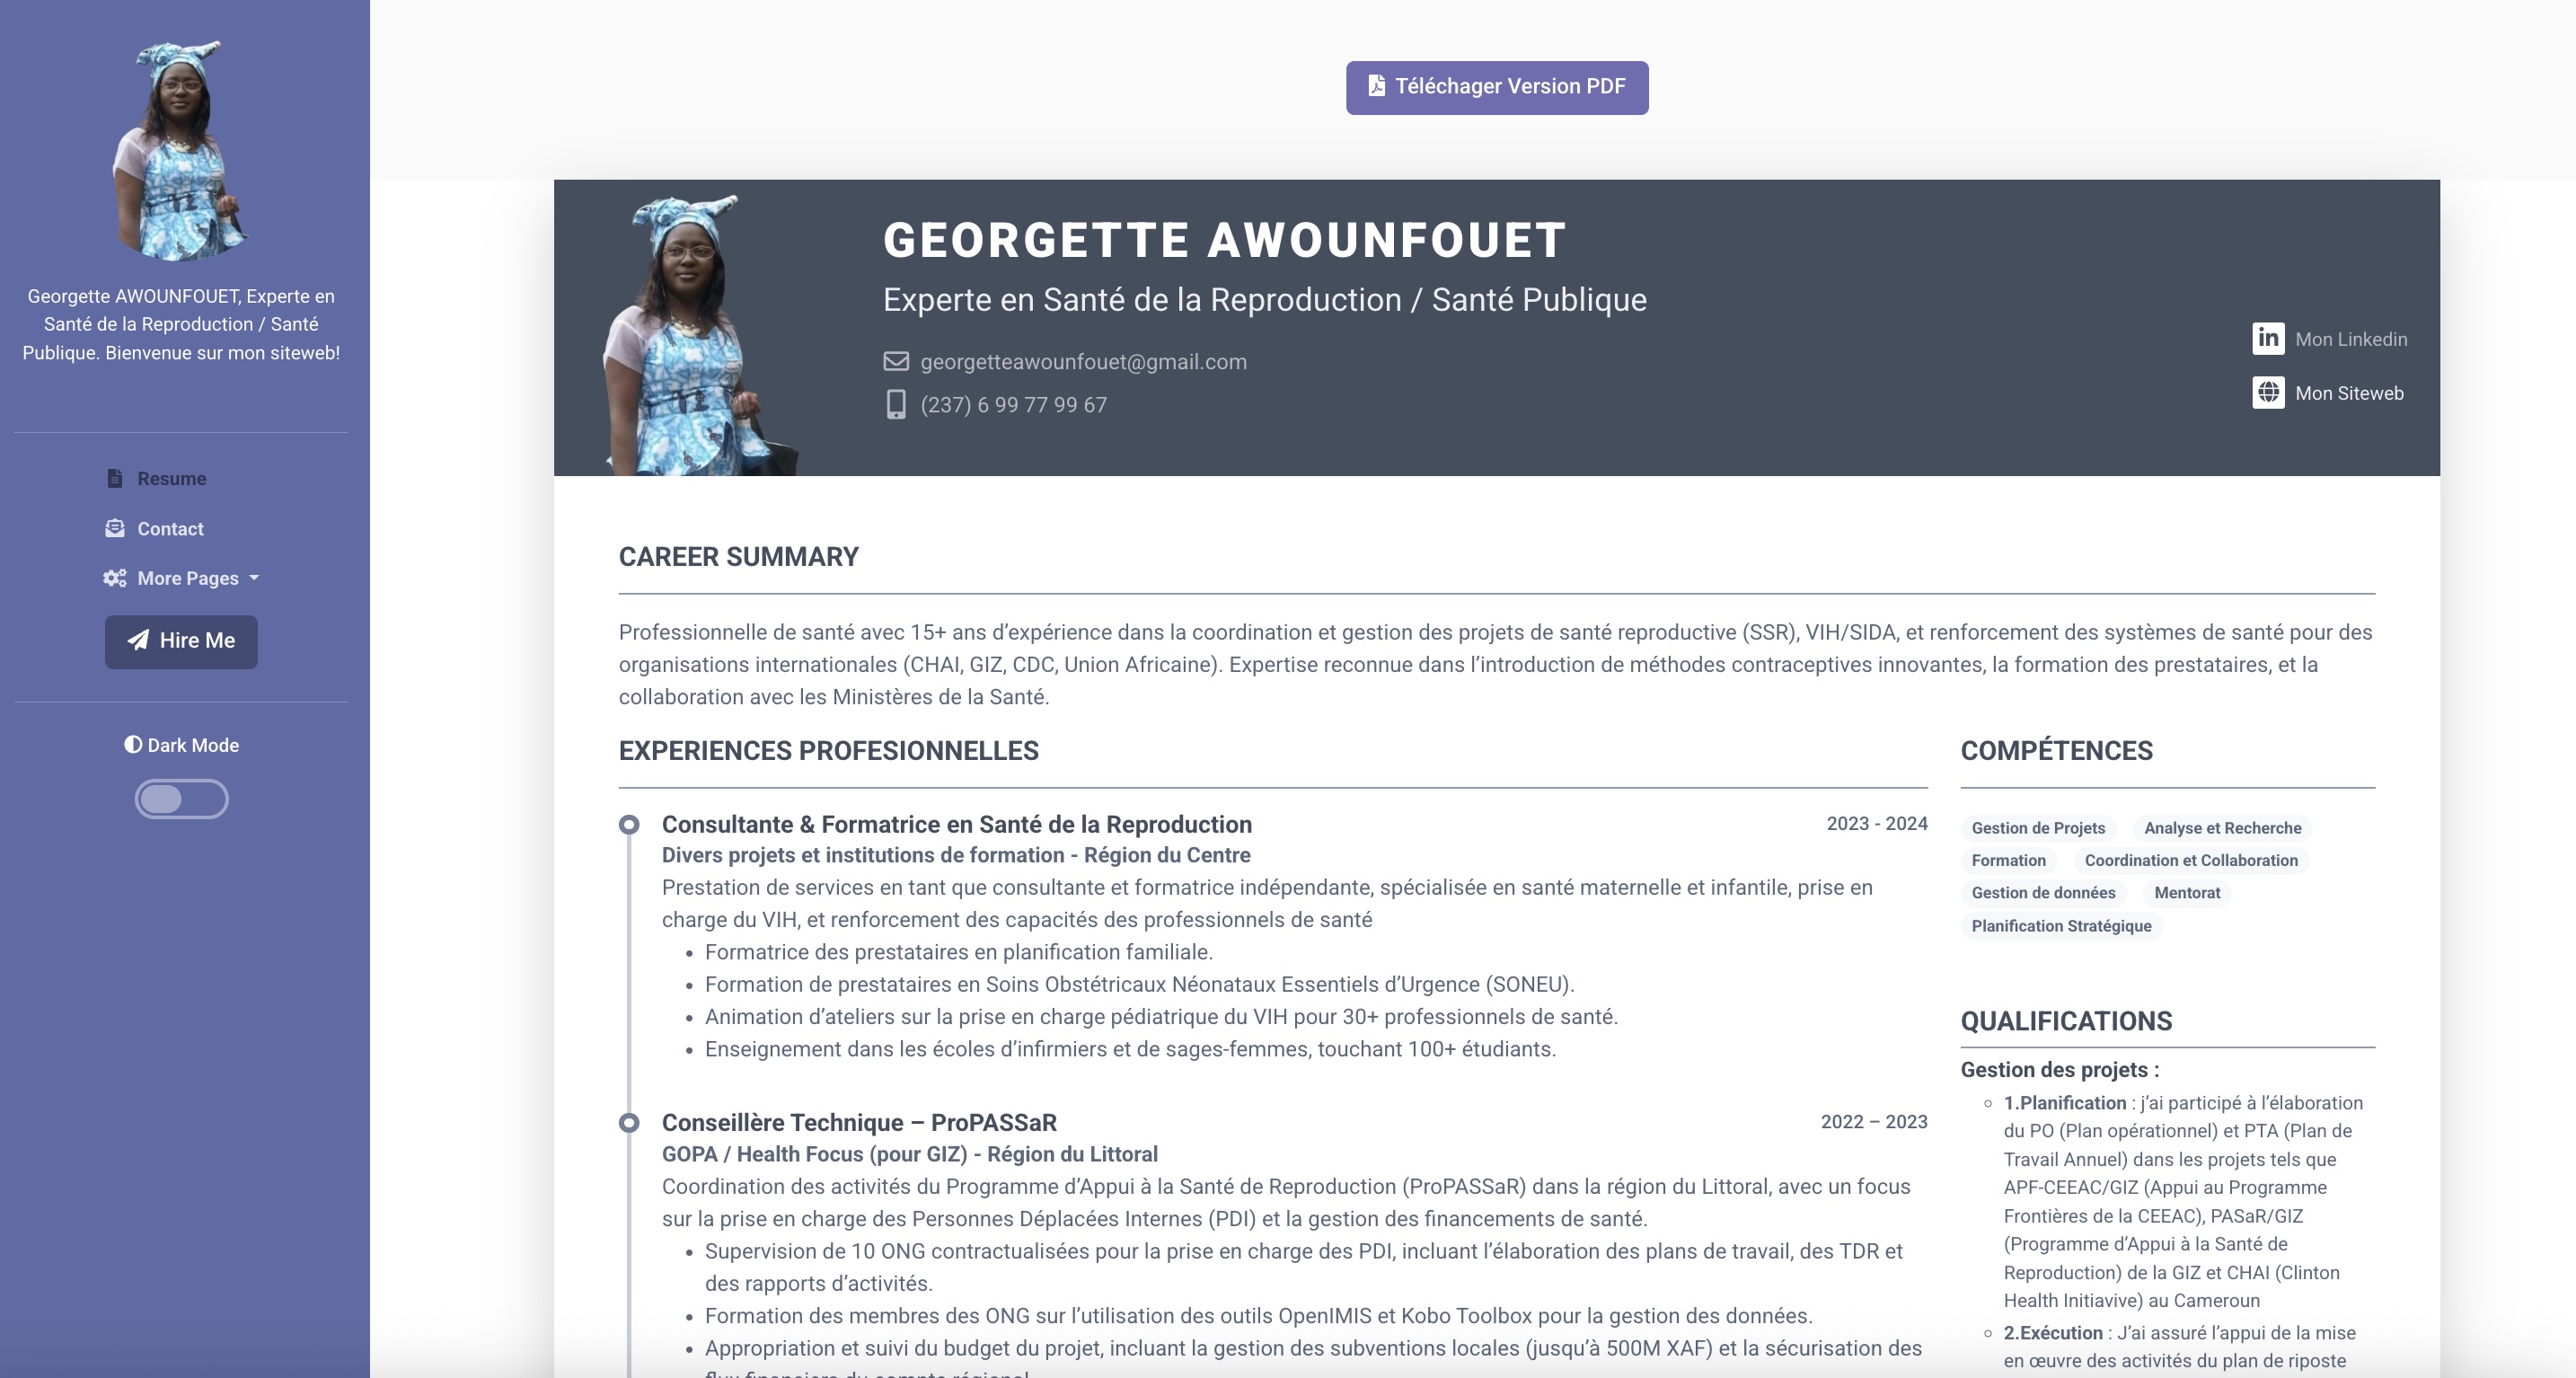 Georgette AWOUNFOUET, Experte en
Santé de la Reproduction / Santé
Publique. Bienvenue sur mon siteweb!
Resume
Contact
More Pages
Hire Me
Dark Mode
Téléchager Version PDF
GEORGETTE AWOUNFOUET
Experte en Santé de la Reproduction / Santé Publique
georgetteawounfouet@gmail.com
(237) 6 99 77 99 67
Mon Linkedin
Mon Siteweb
CAREER SUMMARY
Professionnelle de santé avec 15+ ans d’expérience dans la coordination et gestion des projets de santé reproductive (SSR), VIH/SIDA, et renforcement des systèmes de santé pour des
organisations internationales (CHAI, GIZ, CDC, Union Africaine). Expertise reconnue dans l’introduction de méthodes contraceptives innovantes, la formation des prestataires, et la
collaboration avec les Ministères de la Santé.
EXPERIENCES PROFESIONNELLES
Consultante & Formatrice en Santé de la Reproduction
2023 - 2024
Divers projets et institutions de formation - Région du Centre
Prestation de services en tant que consultante et formatrice indépendante, spécialisée en santé maternelle et infantile, prise en
charge du VIH, et renforcement des capacités des professionnels de santé
• Formatrice des prestataires en planification familiale.
• Formation de prestataires en Soins Obstétricaux Néonataux Essentiels d’Urgence (SONEU).
• Animation d’ateliers sur la prise en charge pédiatrique du VIH pour 30+ professionnels de santé.
• Enseignement dans les écoles d’infirmiers et de sages-femmes, touchant 100+ étudiants.
Conseillère Technique – ProPASSaR
2022 – 2023
GOPA / Health Focus (pour GIZ) - Région du Littoral
Coordination des activités du Programme d’Appui à la Santé de Reproduction (ProPASSaR) dans la région du Littoral, avec un focus
sur la prise en charge des Personnes Déplacées Internes (PDI) et la gestion des financements de santé.
• Supervision de 10 ONG contractualisées pour la prise en charge des PDI, incluant l’élaboration des plans de travail, des TDR et
des rapports d’activités.
• Formation des membres des ONG sur l’utilisation des outils OpenIMIS et Kobo Toolbox pour la gestion des données.
• Appropriation et suivi du budget du projet, incluant la gestion des subventions locales (jusqu’à 500M XAF) et la sécurisation des
flux financiers du compte régional
COMPÉTENCES
Gestion de Projets Analyse et Recherche
Formation Coordination et Collaboration
Gestion de données Mentorat
Planification Stratégique
QUALIFICATIONS
Gestion des projets :
1.Planification : j’ai participé à l’élaboration
du PO (Plan opérationnel) et PTA (Plan de
Travail Annuel) dans les projets tels que
APF-CEEAC/GIZ (Appui au Programme
Frontières de la CEEAC), PASaR/GIZ
(Programme d’Appui à la Santé de
Reproduction) de la GIZ et CHAI (Clinton
Health Initiavive) au Cameroun
2.Exécution : J’ai assuré l’appui de la mise
en œuvre des activités du plan de riposte